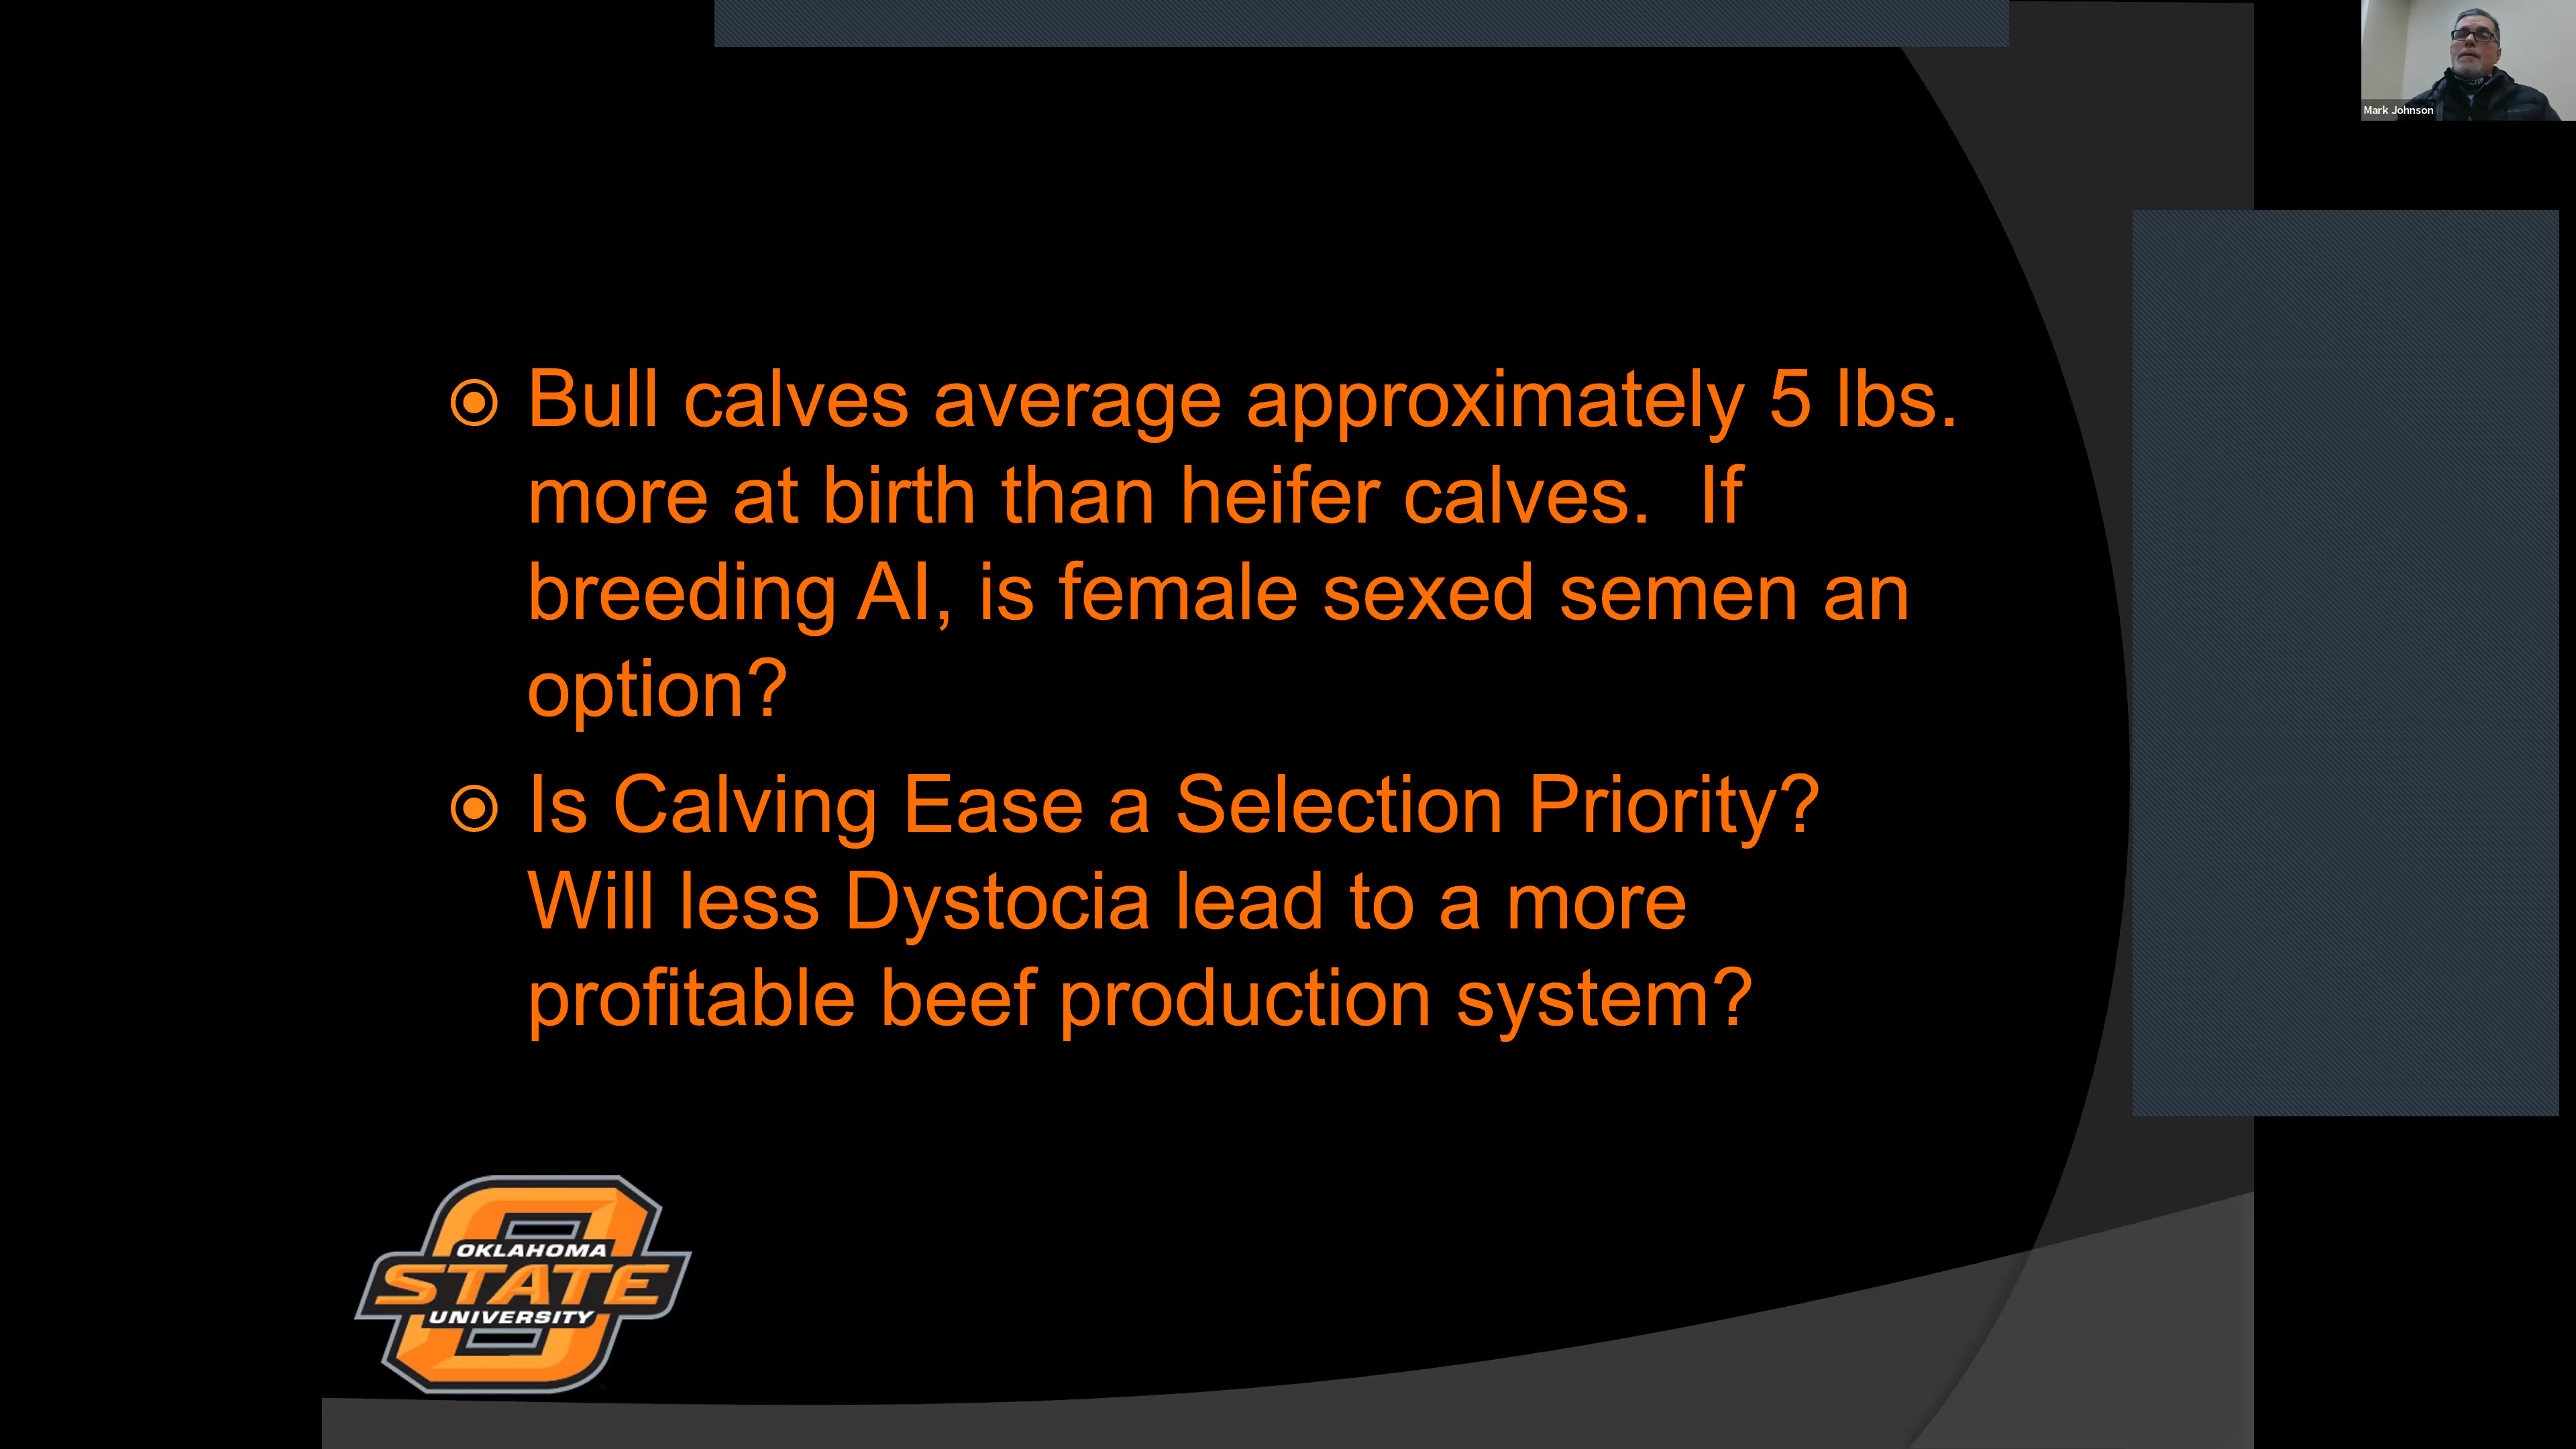 Mark Johnson
Bull calves average approximately 5 lbs.
more at birth than heifer calves.  If
breeding AI, is female sexed semen an
option?
Is Calving Ease a Selection Priority?
Will less Dystocia lead to a more
profitable beef production system?
OKLAHOMA
STATE
UNIVERSITY